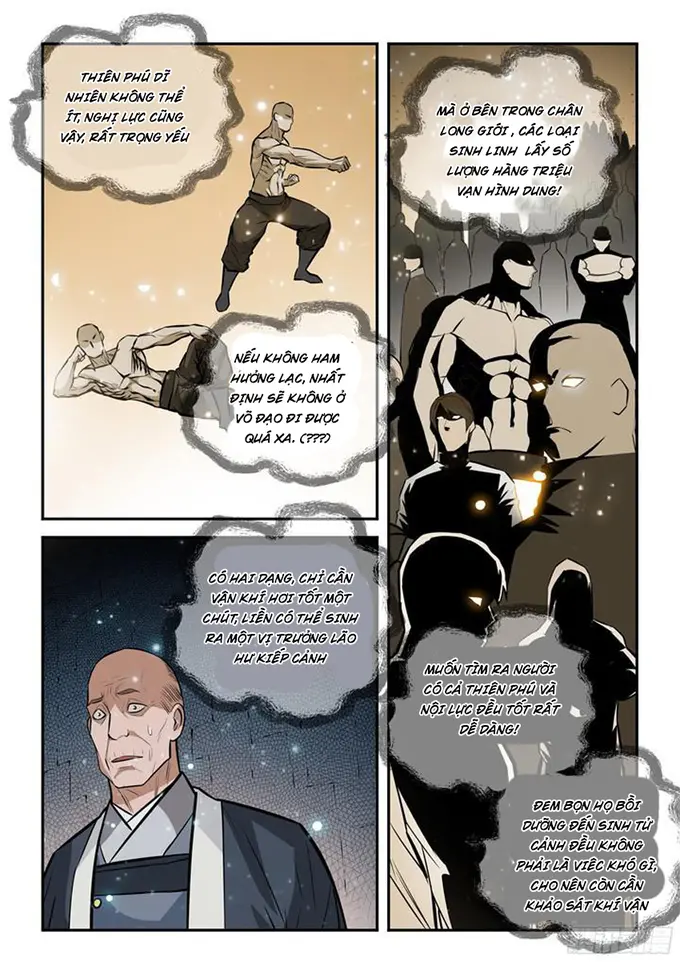 THIÊN PHÚ DĨ
NHIÊN KHÔNG THỂ
ÍT, NGHỊ LỰC CŨNG
VẬY, RẤT TRỌNG YẾU
NẾU KHÔNG HAM
HƯỞNG LẠC, NHẤT
ĐỊNH SẼ KHÔNG Ở
VÕ ĐẠO ĐI ĐƯỢC
QUÁ XA. (???)
MÀ Ở BÊN TRONG CHÂN
LONG GIỚI , CÁC LOẠI
SINH LINH LẤY SỐ
LƯỢNG HÀNG TRIỆU
VẠN HÌNH DUNG!
CÓ HAI DẠNG, CHỈ CẦN
VẬN KHÍ HƠI TỐT MỘT
CHÚT, LIỀN CÓ THỂ SINH
RA MỘT VỊ TRƯỞNG LÃO
HƯ KIẾP CẢNH
MUỐN TÌM RA NGƯỜI
CÓ CẢ THIÊN PHÚ VÀ
NỘI LỰC ĐỀU TỐT RẤT
DỄ DÀNG!
ĐEM BỌN HỌ BỒI
DƯỠNG ĐẾN SINH TỬ
CẢNH ĐỀU KHÔNG
PHẢI LÀ VIỆC KHÓ GÌ,
CHO NÊN CÒN CẦN
KHẢO SÁT KHÍ VẬN